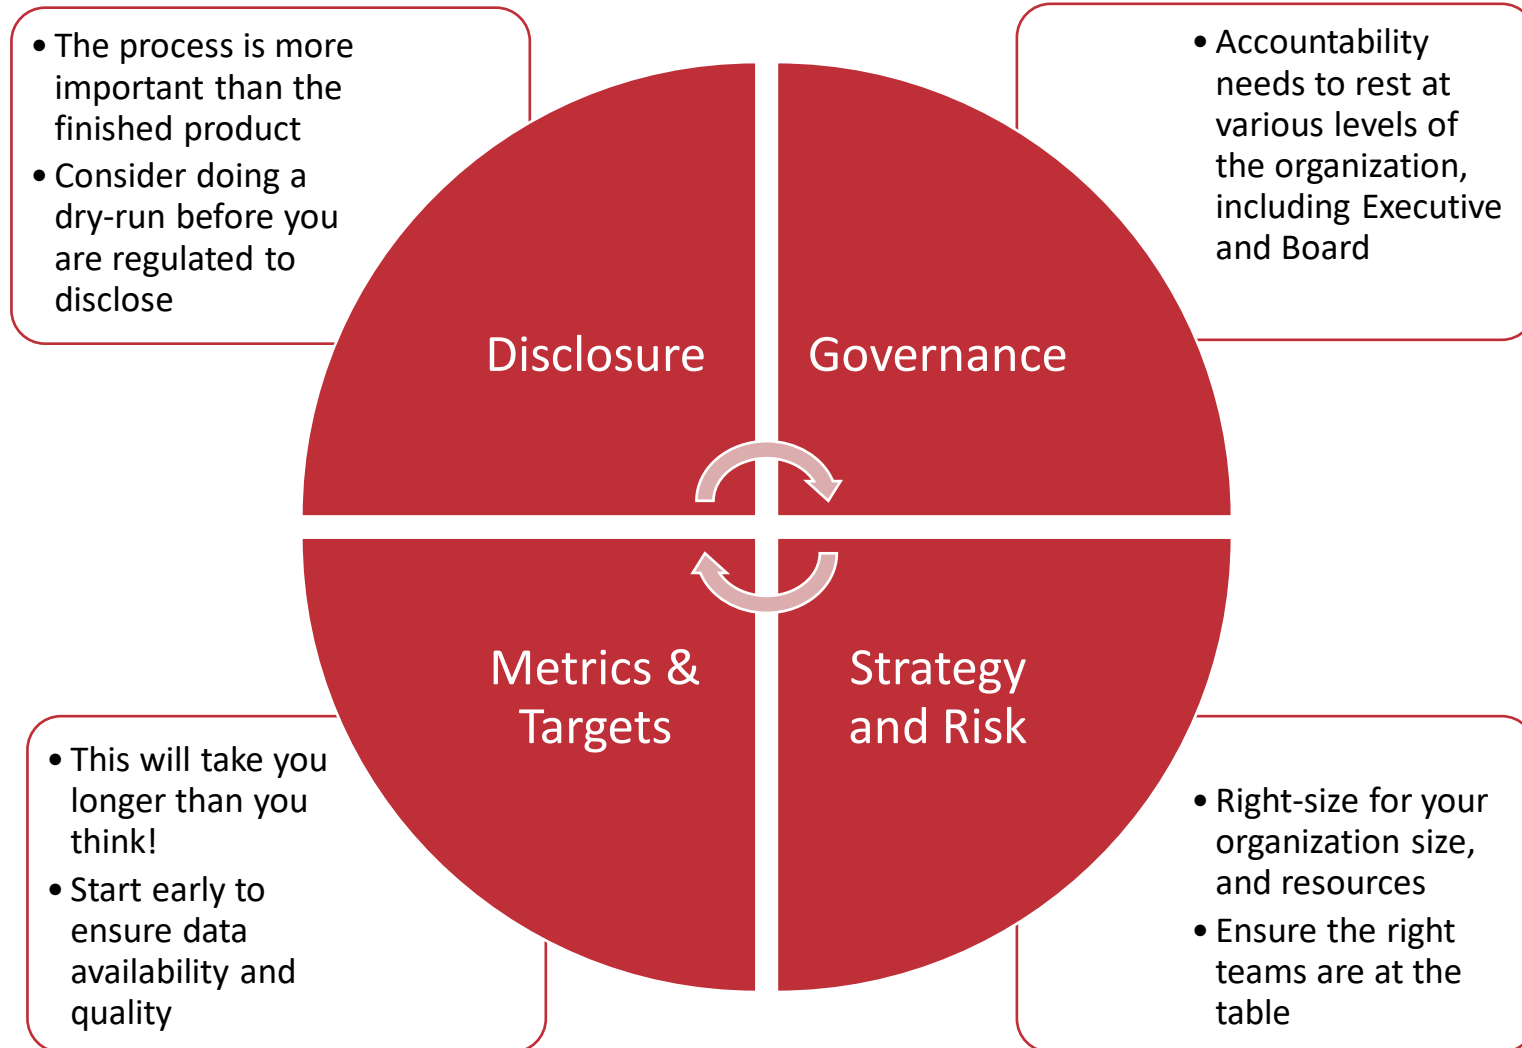 • The process is more
important than the
finished product
• Consider doing a
dry-run before you
are regulated to
disclose
• Accountability
needs to rest at
various levels of
the organization,
including Executive
and Board
Disclosure
Governance
Metrics &
Targets
Strategy
and Risk
• This will take you
longer than you
think!
• Start early to
ensure data
availability and
quality
• Right-size for your
organization size,
and resources
• Ensure the right
teams are at the
table